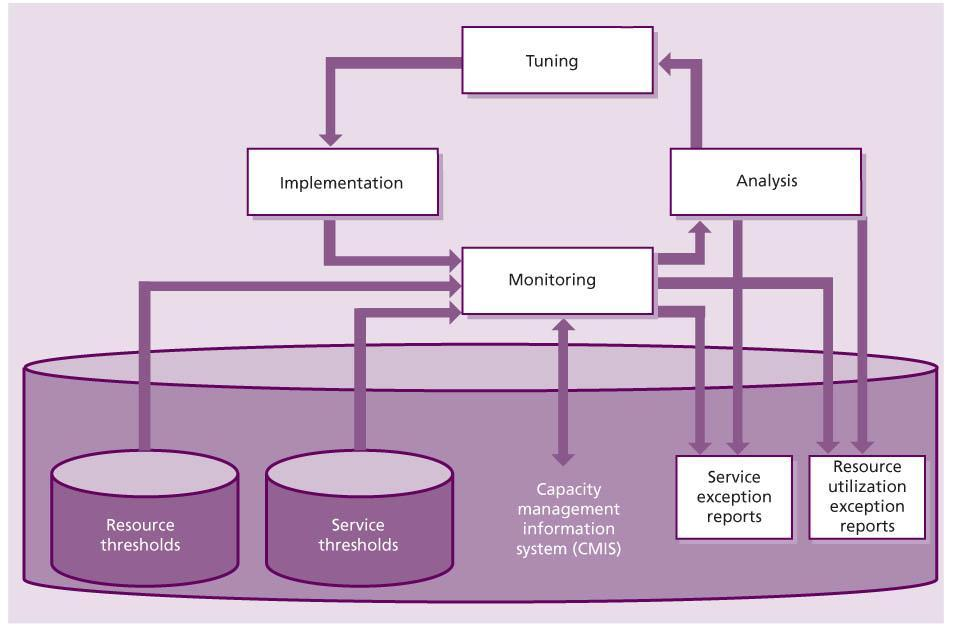 Tuning
Implementation
Analysis
Monitoring
Resource
thresholds
Service
thresholds
Capacity
management
information
system (CMIS)
Service
exception
reports
Resource
utilization
exception
reports